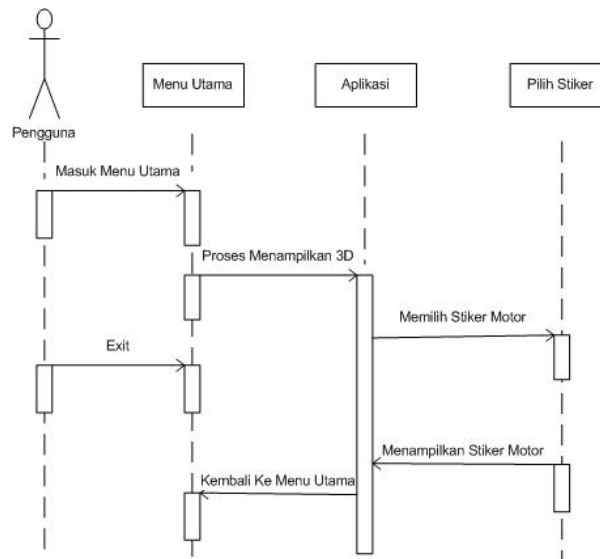 Menu Utama
Aplikasi
Pilih Stiker
Pengguna
Masuk Menu Utama
Proses Menampilkan 3D
Memilih Stiker Motor
Exit
Menampilkan Stiker Motor
Kembali Ke Menu Utama